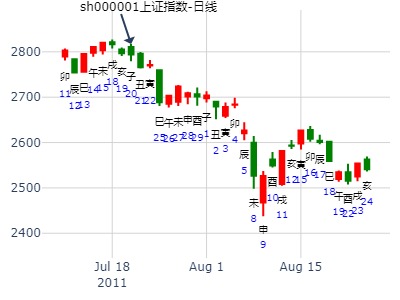 sh000001上证指数-日线
2800
2700
2600
2500
2400
卯
11
辰
12
巳
13
午
14
未
15
戌
18
亥
19
子
20
丑
21
寅
22
巳
25
午
26
未
27
申
28
酉
29
子
1
丑
2
寅
3
卯
4
辰
5
未
8
申
9
酉
10
戌
11
亥
12
寅
15
卯
16
辰
17
巳
18
午
19
酉
22
戌
23
亥
24
Jul 18
2011
Aug 1
Aug 15